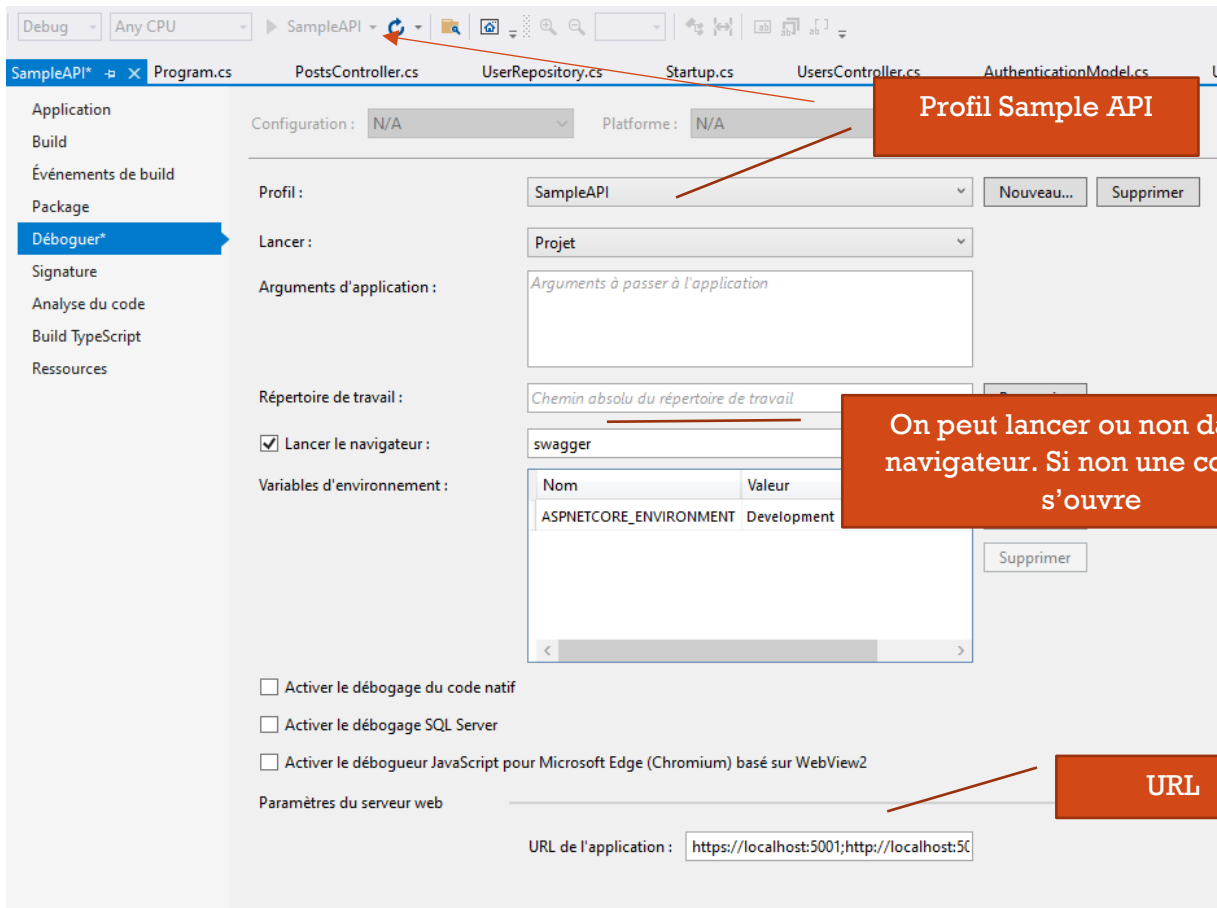 Debug Any CPU SampleAPI
SampleAPI* Program.cs PostsController.cs UserRepository.cs Startup.cs UsersController.cs AuthenticationModel.cs
Application
Build
Événements de build
Package
Déboguer*
Signature
Analyse du code
Build TypeScript
Ressources
Configuration : N/A Platforme : N/A
Profil Sample API
Profil : SampleAPI Nouveau... Supprimer
Lancer : Projet
Arguments d'application : Arguments à passer à l'application
Répertoire de travail : Chemin absolu du répertoire de travail
Lancer le navigateur : swagger
On peut lancer ou non
navigateur. Si non une
s’ouvre
Variables d'environnement : Nom Valeur
ASPNETCORE_ENVIRONMENT Development
Supprimer
Activer le débogage du code natif
Activer le débogage SQL Server
Activer le débogueur JavaScript pour Microsoft Edge (Chromium) basé sur WebView2
Paramètres du serveur web
URL
URL de l'application : https://localhost:5001;http://localhost:50